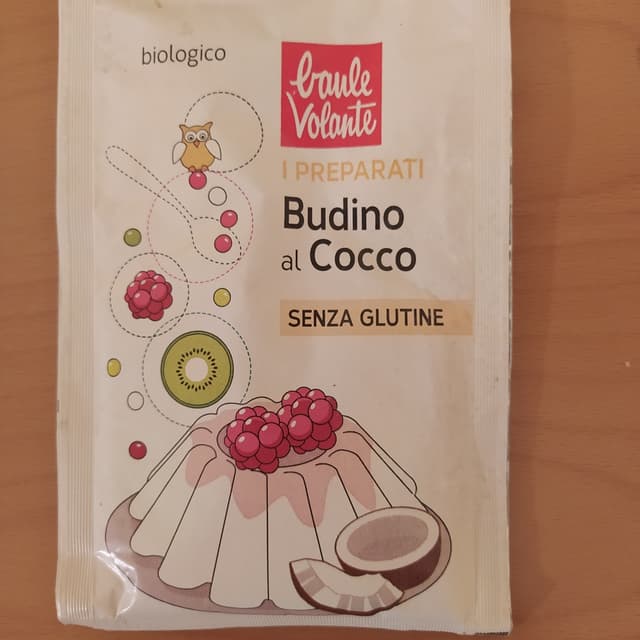 biologico
baule
volante
I PREPARATI
Budino
al Cocco
SENZA GLUTINE